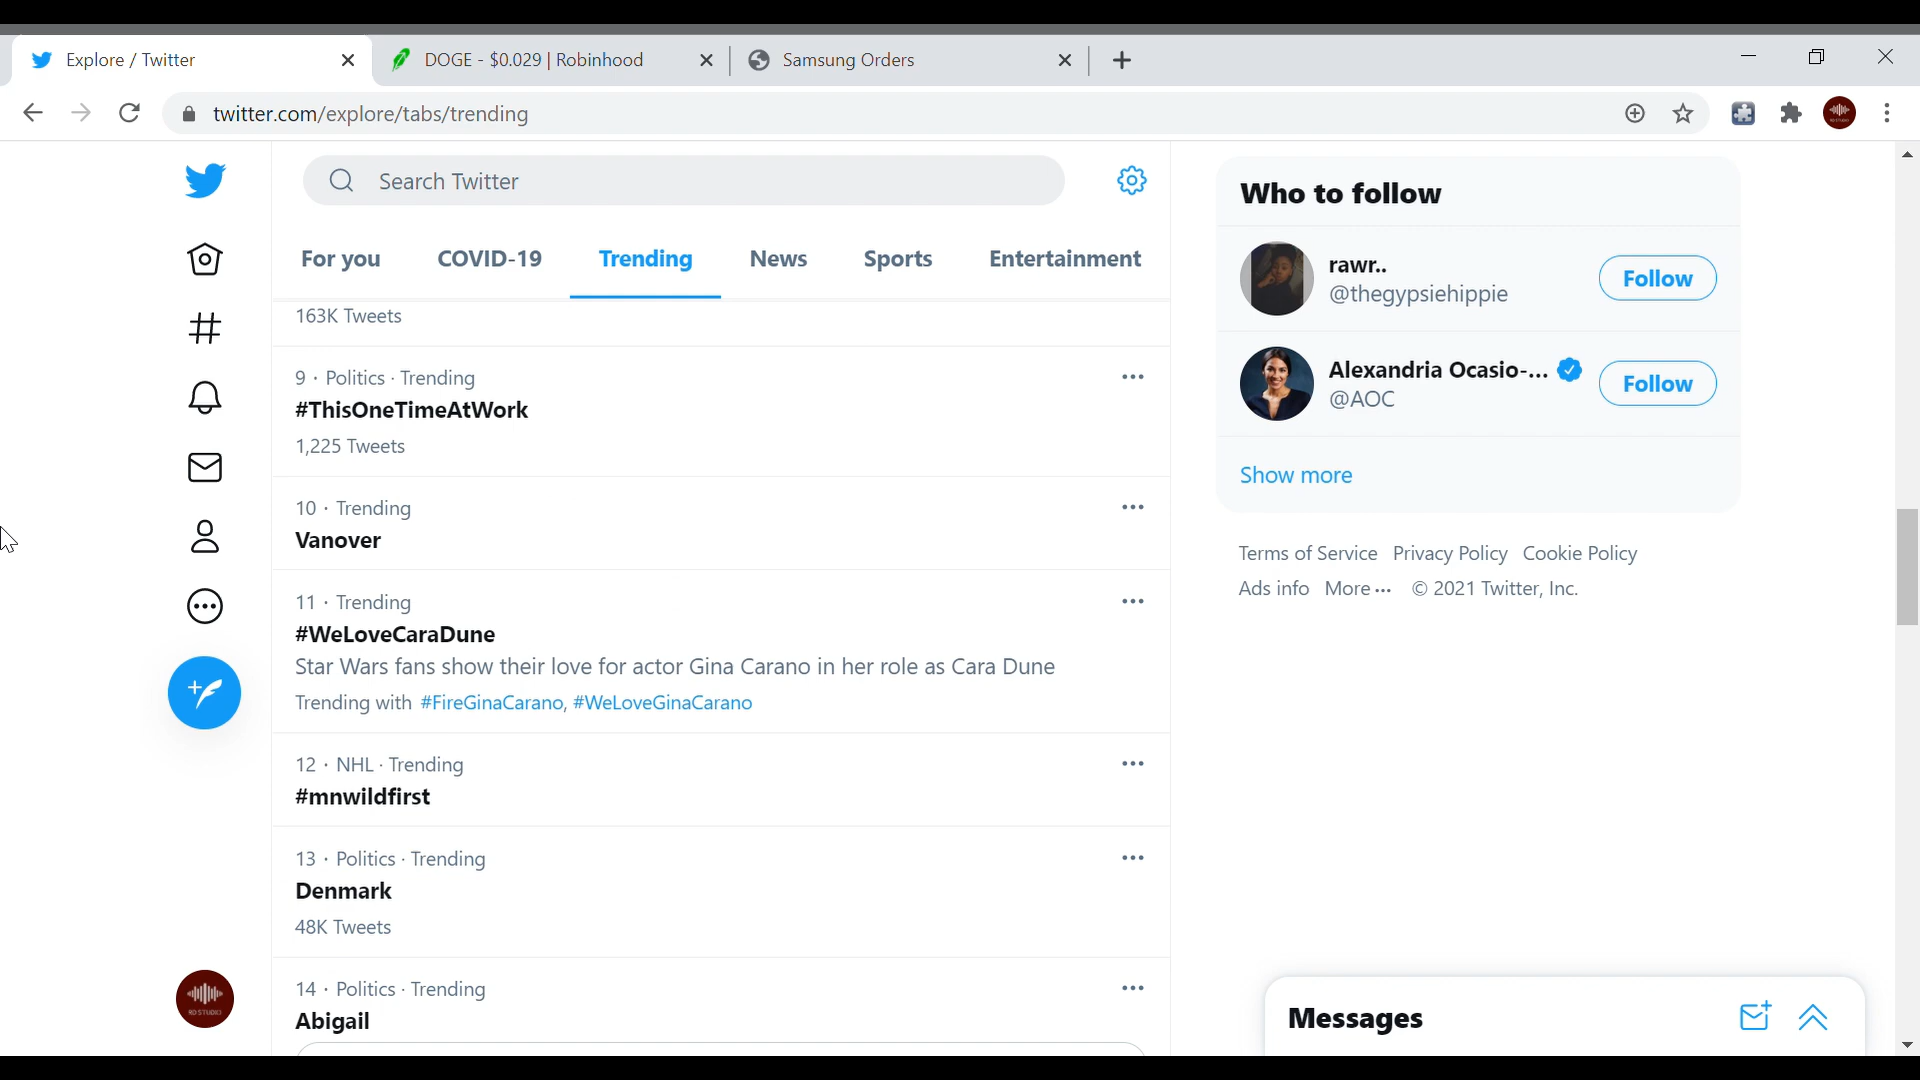 Explore / Twitter
DOGE - $0.029 | Robinhood
Samsung Orders
twitter.com/explore/tabs/trending
Search Twitter
For you
COVID-19
Trending
News
Sports
Entertainment
163K Tweets
9 · Politics · Trending
#ThisOneTimeAtWork
1,225 Tweets
10 · Trending
Vanover
11 · Trending
#WeLoveCaraDune
Star Wars fans show their love for actor Gina Carano in her role as Cara Dune
Trending with #FireGinaCarano, #WeLoveGinaCarano
12 · NHL · Trending
#mnwildfirst
13 · Politics · Trending
Denmark
48K Tweets
14 · Politics · Trending
Abigail
Who to follow
rawr..
@thegypsiehippie
Follow
Alexandria Ocasio-...
@AOC
Follow
Show more
Terms of Service Privacy Policy Cookie Policy
Ads info More ··· © 2021 Twitter, Inc.
Messages
RD STUDIO